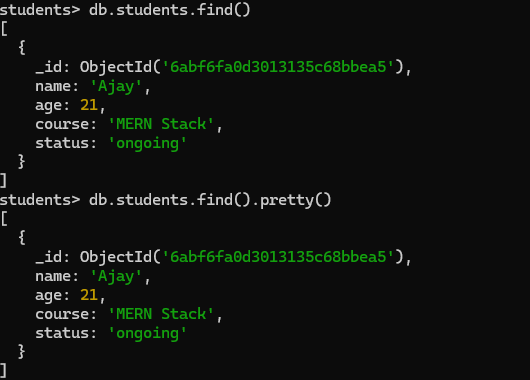 students> db.students.find()
[
  {
    _id: ObjectId('6abf6fa0d3013135c68bbea5'),
    name: 'Ajay',
    age: 21,
    course: 'MERN Stack',
    status: 'ongoing'
  }
]
students> db.students.find().pretty()
[
  {
    _id: ObjectId('6abf6fa0d3013135c68bbea5'),
    name: 'Ajay',
    age: 21,
    course: 'MERN Stack',
    status: 'ongoing'
  }
]